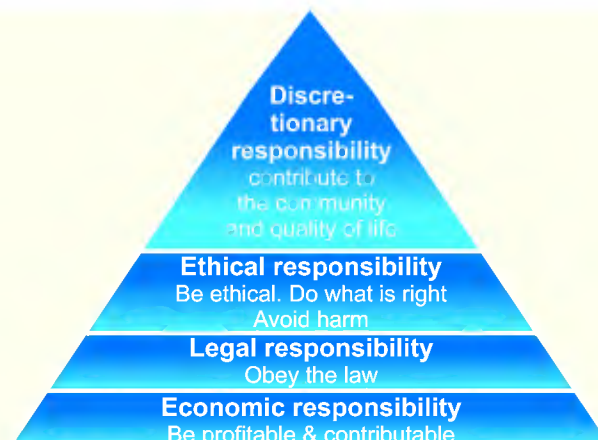 Discre-
tionary
responsibility
contribute to
the community
and quality of life
Ethical responsibility
Be ethical. Do what is right
Avoid harm
Legal responsibility
Obey the law
Economic responsibility
Be profitable & contributable